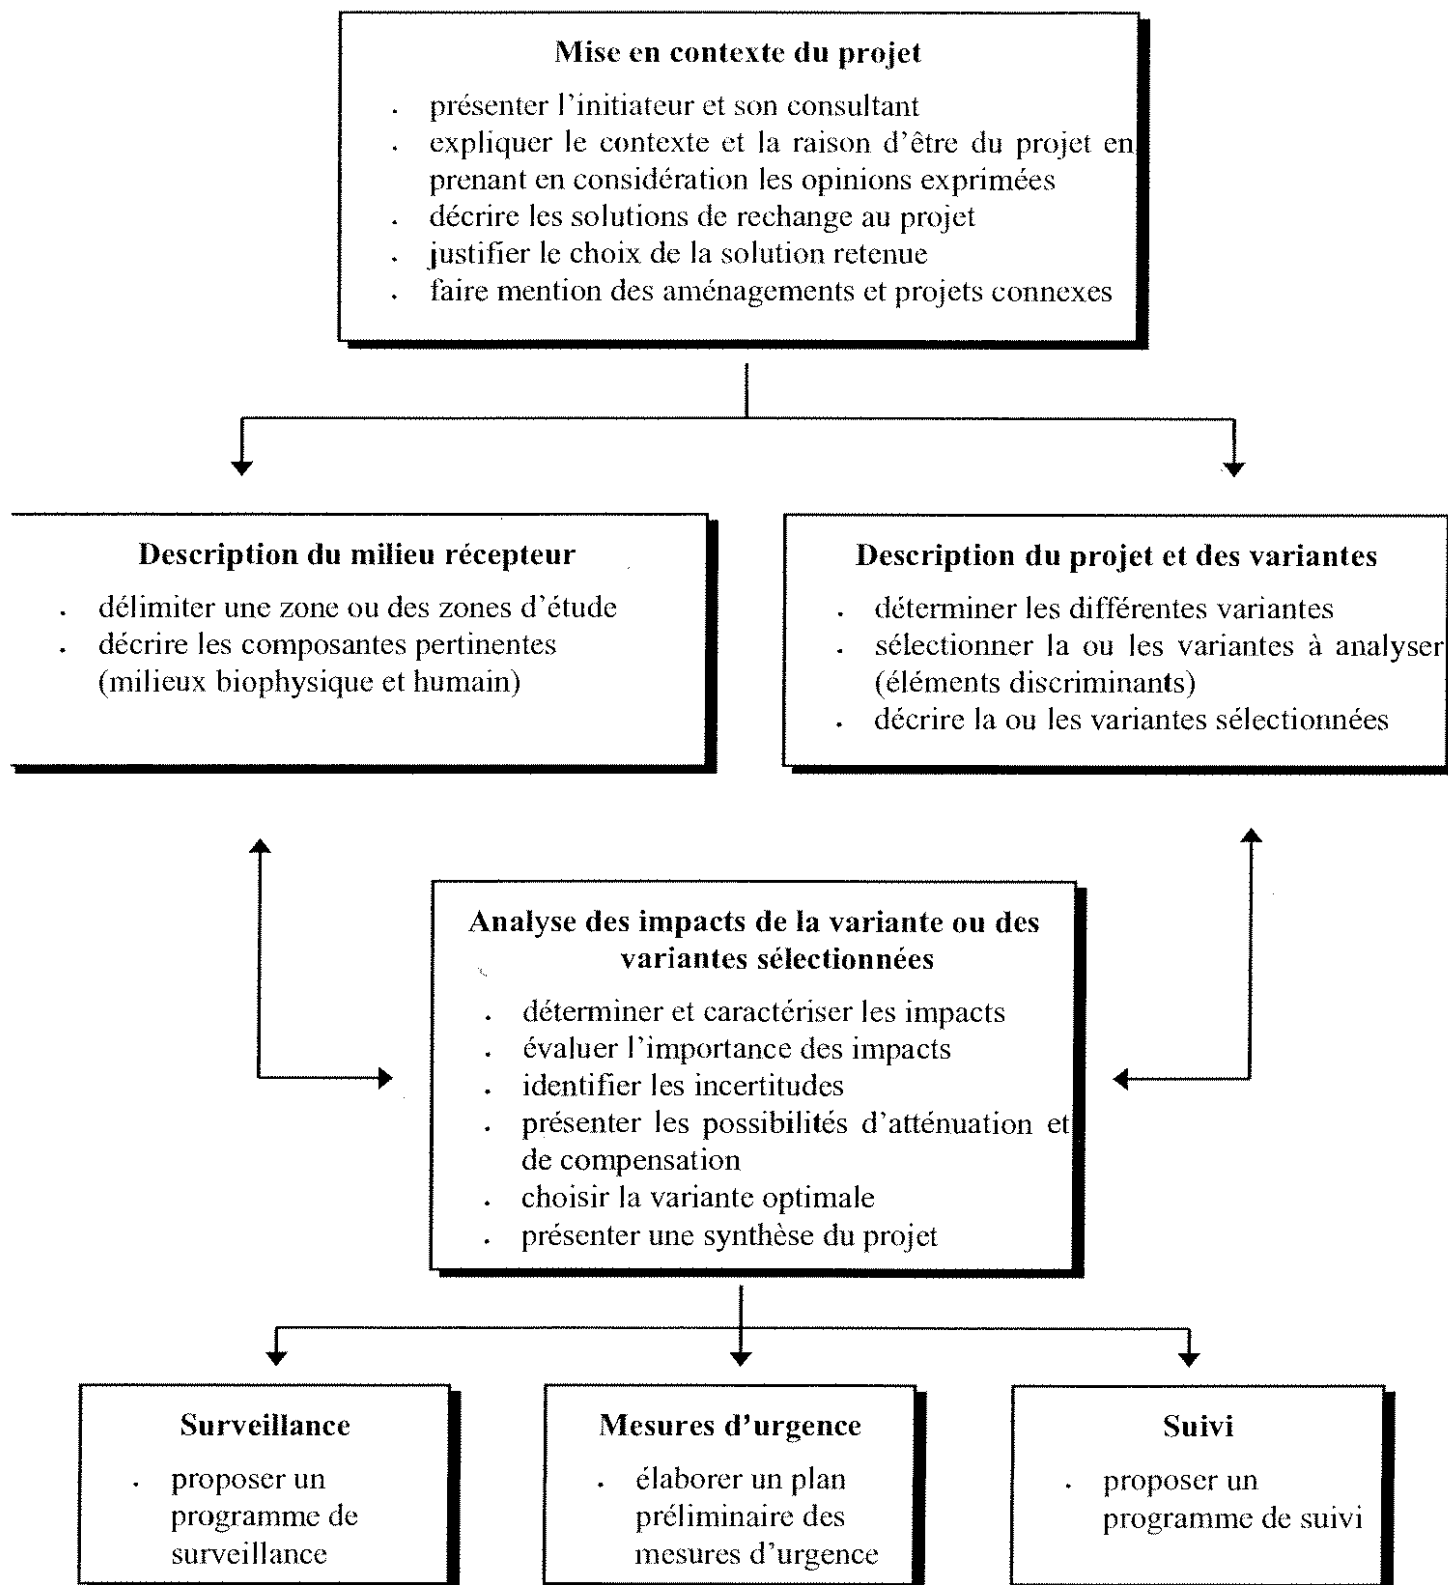 Mise en contexte du projet
. présenter l'initiateur et son consultant
. expliquer le contexte et la raison d'être du projet en
prenant en considération les opinions exprimées
. décrire les solutions de rechange au projet
. justifier le choix de la solution retenue
. faire mention des aménagements et projets connexes
Description du milieu récepteur
. délimiter une zone ou des zones d'étude
. décrire les composantes pertinentes
(milieux biophysique et humain)
Description du projet et des variantes
. déterminer les différentes variantes
. sélectionner la ou les variantes à analyser
(éléments discriminants)
. décrire la ou les variantes sélectionnées
Analyse des impacts de la variante ou des
variantes sélectionnées
. déterminer et caractériser les impacts
. évaluer l'importance des impacts
. identifier les incertitudes
. présenter les possibilités d'atténuation et
de compensation
. choisir la variante optimale
. présenter une synthèse du projet
Surveillance
. proposer un
programme de
surveillance
Mesures d'urgence
. élaborer un plan
préliminaire des
mesures d'urgence
Suivi
. proposer un
programme de suivi